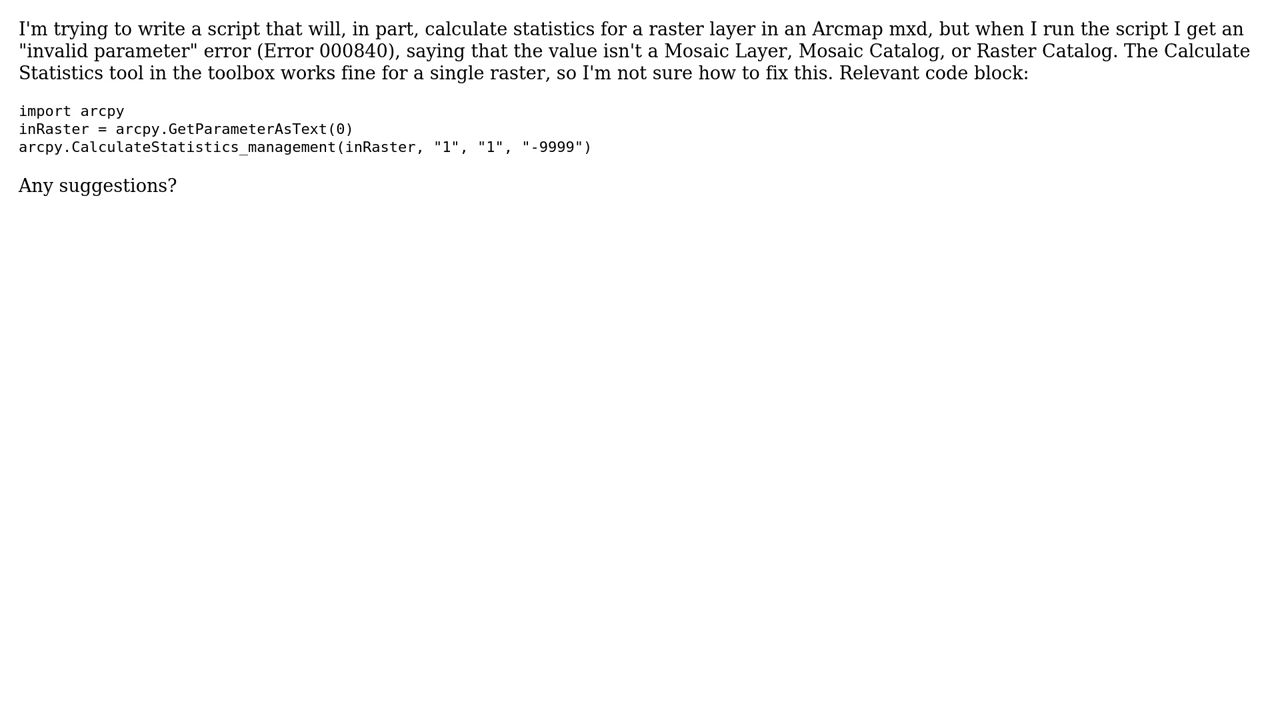 I'm trying to write a script that will, in part, calculate statistics for a raster layer in an Arcmap mxd, but when I run the script I get an
"invalid parameter" error (Error 000840), saying that the value isn't a Mosaic Layer, Mosaic Catalog, or Raster Catalog. The Calculate
Statistics tool in the toolbox works fine for a single raster, so I'm not sure how to fix this. Relevant code block:
import arcpy
inRaster = arcpy.GetParameterAsText(0)
arcpy.CalculateStatistics_management(inRaster, "1", "1", "-9999")
Any suggestions?